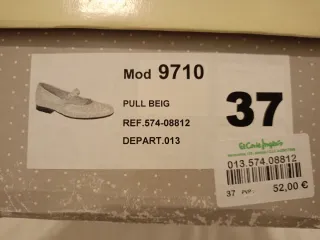 Mod 9710
PULL BEIG
REF.574-08812
DEPART.013
37
El Corte Inglés
013.574.08812
37 PVP.: 52,00 €